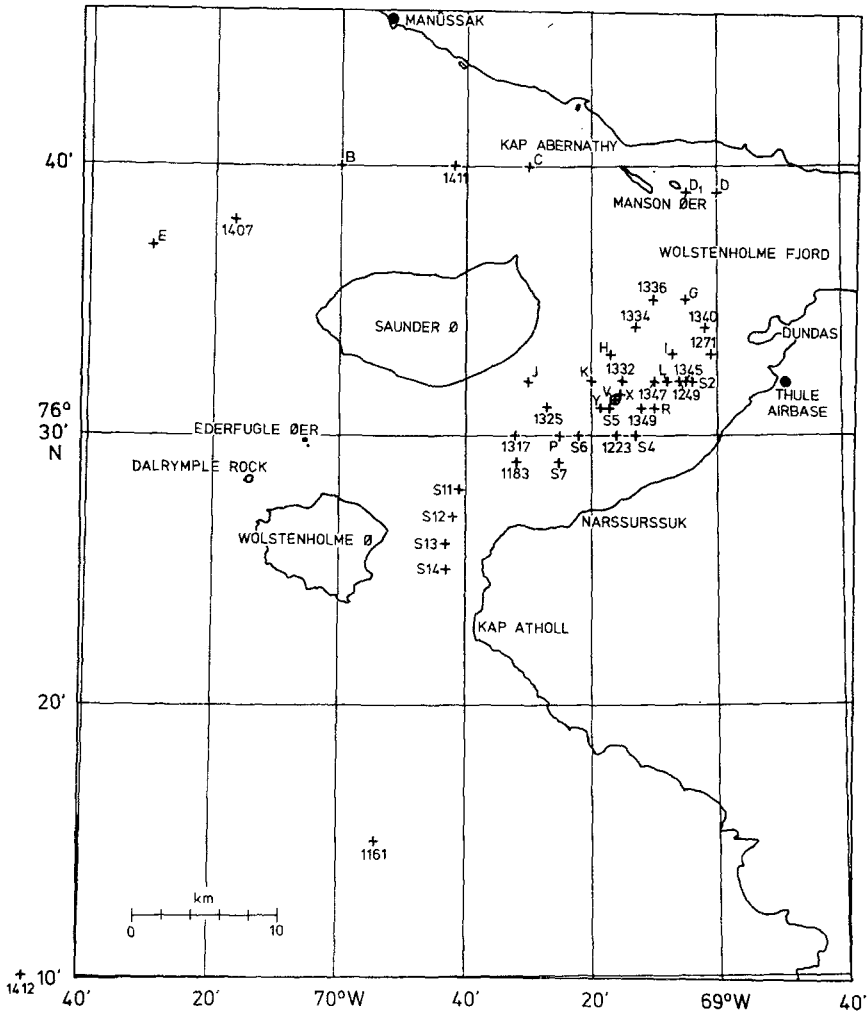 MANÛSSAK
KAP ABERNATHY
40'
B
1411
C
D₁
D
MANSON ØER
E
1407
WOLSTENHOLME FJORD
1336
G
1334
1340
SAUNDER Ø
DUNDAS
1271
H
I
J
K
1332
L
1345
V
X
1347
1249
S2
THULE
AIRBASE
Y
76°
1325
S5
1349
R
30'
N
EDERFUGLE ØER
1317
P
S6
1223
S4
DALRYMPLE ROCK
1183
S7
S11
S12
NARSSURSSUK
WOLSTENHOLME Ø
S13
S14
KAP ATHOLL
20'
1161
km
0
10
10'
1412
40'
20'
70°W
40'
20'
69°W
40'